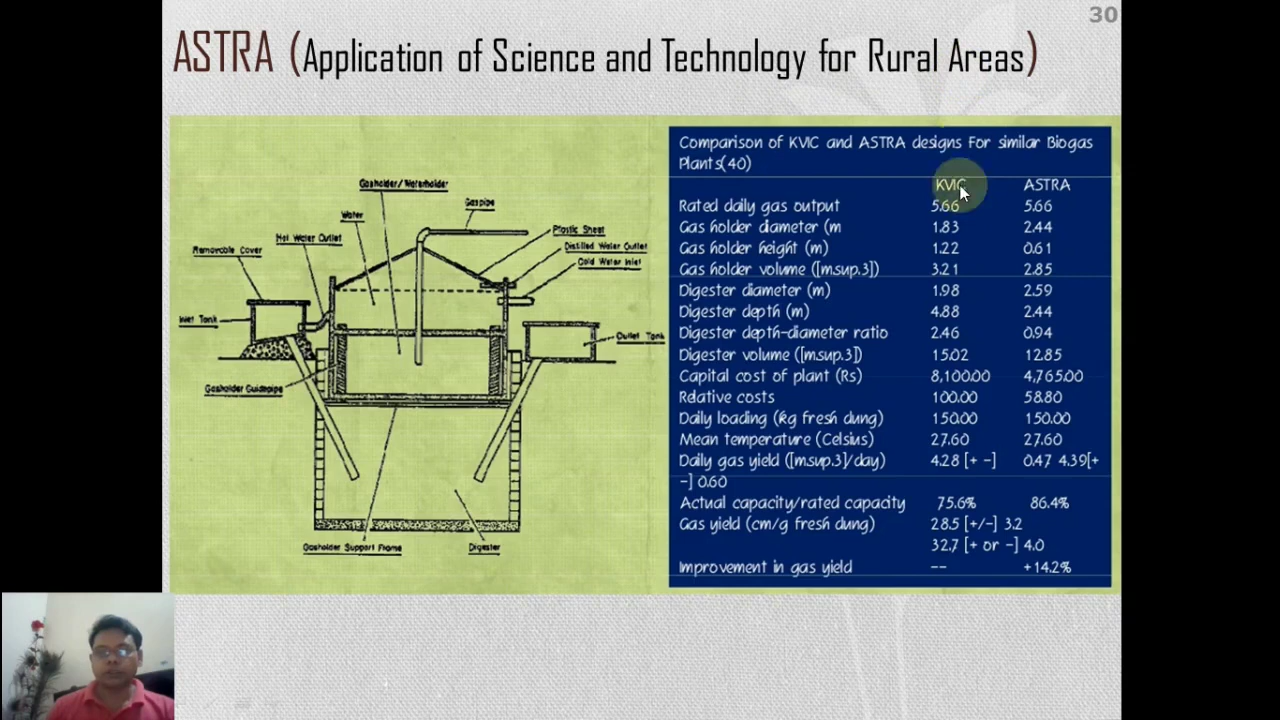 30
ASTRA (Application of Science and Technology for Rural Areas)
Gasholder/Waterholder
Gaspipe
Water
Hot Water Outlet
Plastic Sheet
Removable Cover
Distilled Water Outlet
Cold Water Inlet
Inlet Tank
Outlet Tank
Gasholder Guidepipe
Gasholder Support Frame
Digester
Comparison of KVIC and ASTRA designs For similar Biogas
Plants(40)
KVIC ASTRA
Rated daily gas output 5.66 5.66
Gas holder diameter (m 1.83 2.44
Gas holder height (m) 1.22 0.61
Gas holder volume ([m.sup.3]) 3.21 2.85
Digester diameter (m) 1.98 2.59
Digester depth (m) 4.88 2.44
Digester depth-diameter ratio 2.46 0.94
Digester volume ([m.sup.3]) 15.02 12.85
Capital cost of plant (Rs) 8,100.00 4,765.00
Relative costs 100.00 58.80
Daily loading (kg fresh dung) 150.00 150.00
Mean temperature (Celsius) 27.60 27.60
Daily gas yield ([m.sup.3]/day) 4.28 [+ -] 0.47 4.39[+
-] 0.60
Actual capacity/rated capacity 75.6% 86.4%
Gas yield (cm/g fresh dung) 28.5 [+/-] 3.2
32.7 [+ or -] 4.0
Improvement in gas yield -- +14.2%